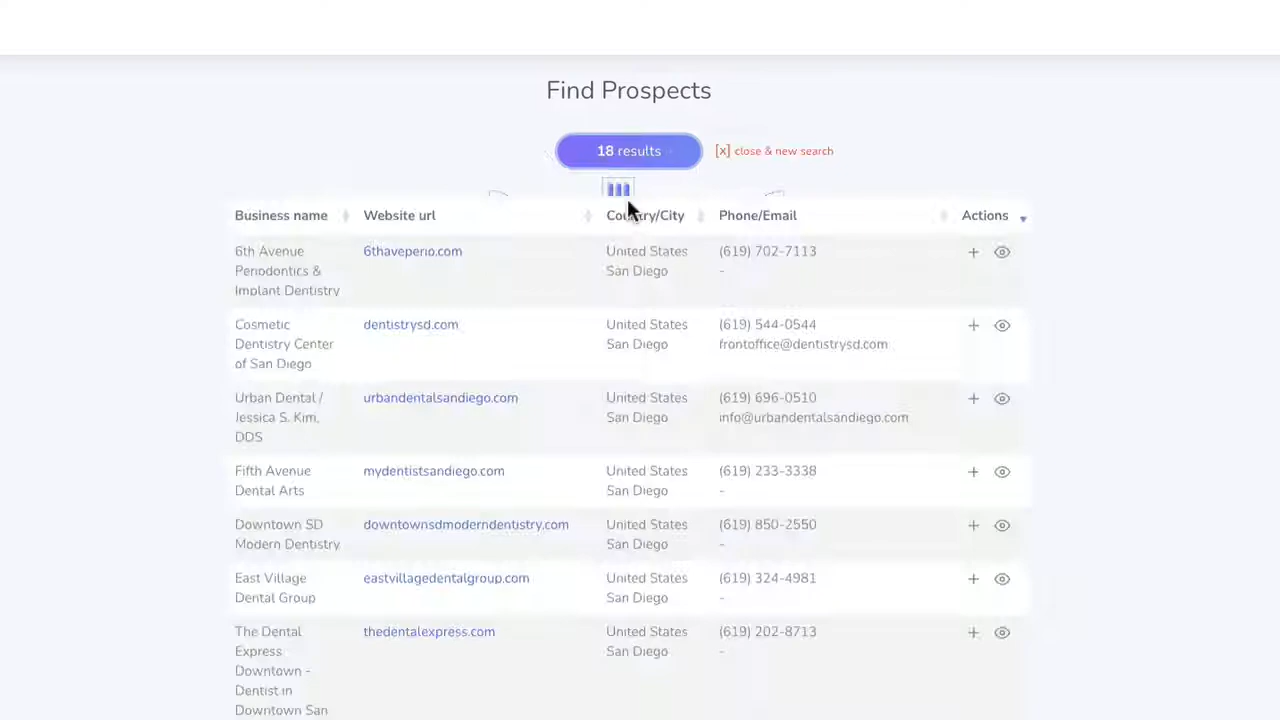 Find Prospects
18 results
[x] close & new search
Business name Website url Country/City Phone/Email Actions
6th Avenue 6thaveperio.com United States (619) 702-7113
Periodontics & San Diego -
Implant Dentistry
Cosmetic dentistrysd.com United States (619) 544-0544
Dentistry Center San Diego frontoffice@dentistrysd.com
of San Diego
Urban Dental / urbandentalsandiego.com United States (619) 696-0510
Jessica S. Kim, San Diego info@urbandentalsandiego.com
DDS
Fifth Avenue mydentistsandiego.com United States (619) 233-3338
Dental Arts San Diego -
Downtown SD downtownsdmoderndentistry.com United States (619) 850-2550
Modern Dentistry San Diego -
East Village eastvillagedentalgroup.com United States (619) 324-4981
Dental Group San Diego -
The Dental thedentalexpress.com United States (619) 202-8713
Express San Diego -
Downtown -
Dentist in
Downtown San